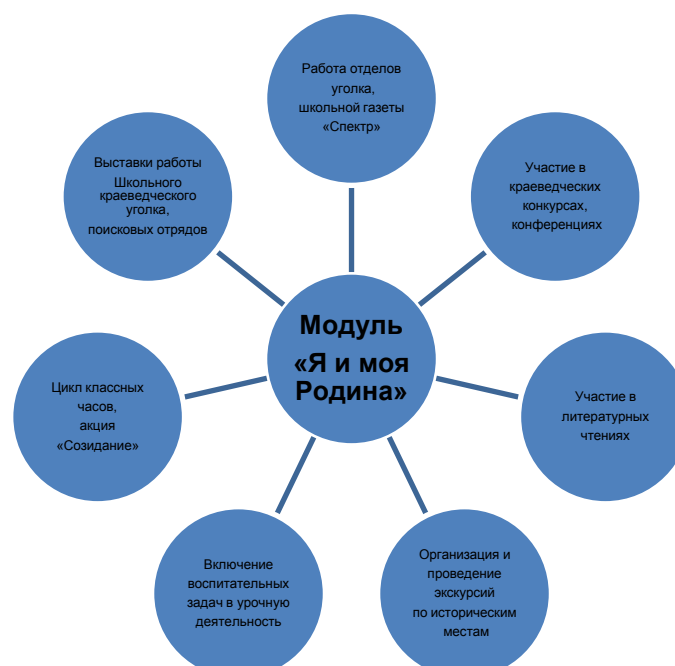 Работа отделов
уголка,
школьной газеты
«Спектр»
Выставки работы
Школьного
краеведческого
уголка,
поисковых отрядов
Участие в
краеведческих
конкурсах,
конференциях
Модуль
«Я и моя
Родина»
Цикл классных
часов,
акция
«Созидание»
Участие в
литературных
чтениях
Включение
воспитательных
задач в урочную
деятельность
Организация и
проведение
экскурсий
по историческим
местам